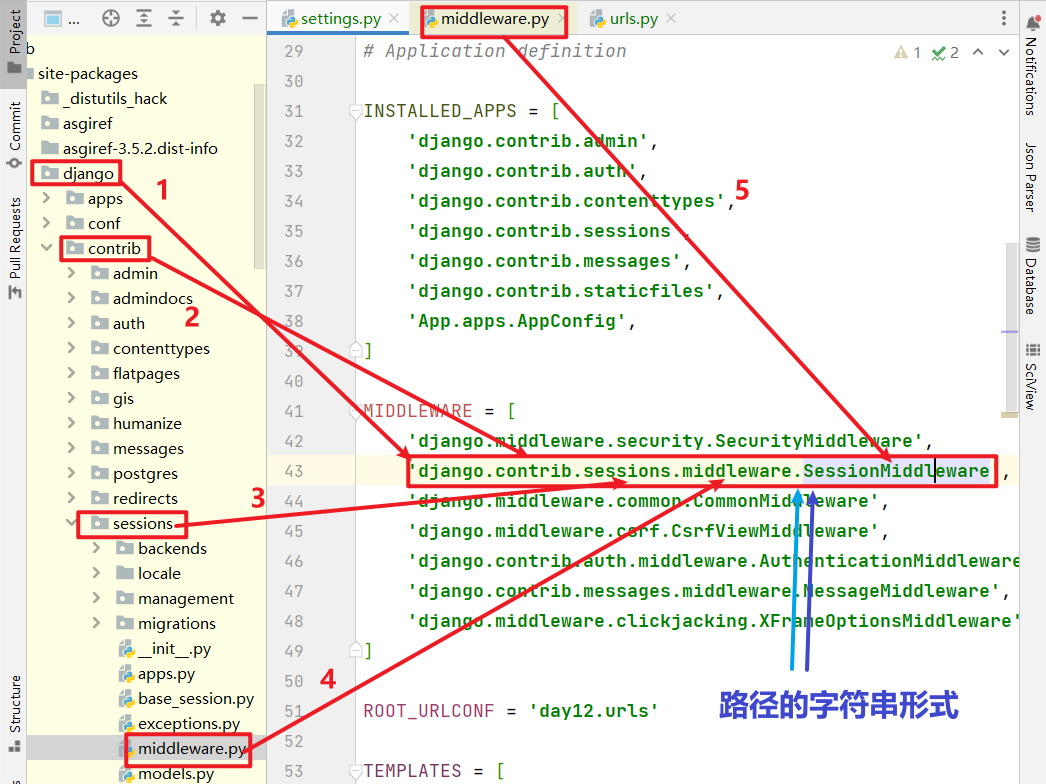 Project
Commit
Pull Requests
Structure
...
b
site-packages
_distutils_hack
asgiref
asgiref-3.5.2.dist-info
django
apps
conf
contrib
admin
admindocs
auth
contenttypes
flatpages
gis
humanize
messages
postgres
redirects
sessions
backends
locale
management
migrations
__init__.py
apps.py
base_session.py
exceptions.py
middleware.py
models.py
1
2
3
4
5
settings.py
middleware.py
urls.py
1
2
29 # Application definition
30
31 INSTALLED_APPS = [
32 'django.contrib.admin',
33 'django.contrib.auth',
34 'django.contrib.contenttypes',
35 'django.contrib.sessions',
36 'django.contrib.messages',
37 'django.contrib.staticfiles',
38 'App.apps.AppConfig',
39 ]
40
41 MIDDLEWARE = [
42 'django.middleware.security.SecurityMiddleware',
43 'django.contrib.sessions.middleware.SessionMiddleware',
44 'django.middleware.common.CommonMiddleware',
45 'django.middleware.csrf.CsrfViewMiddleware',
46 'django.contrib.auth.middleware.AuthenticationMiddleware
47 'django.contrib.messages.middleware.MessageMiddleware',
48 'django.middleware.clickjacking.XFrameOptionsMiddleware'
49 ]
50
51 ROOT_URLCONF = 'day12.urls'
52
53 TEMPLATES = [
路径的字符串形式
Notifications
Json Parser
Database
SciView